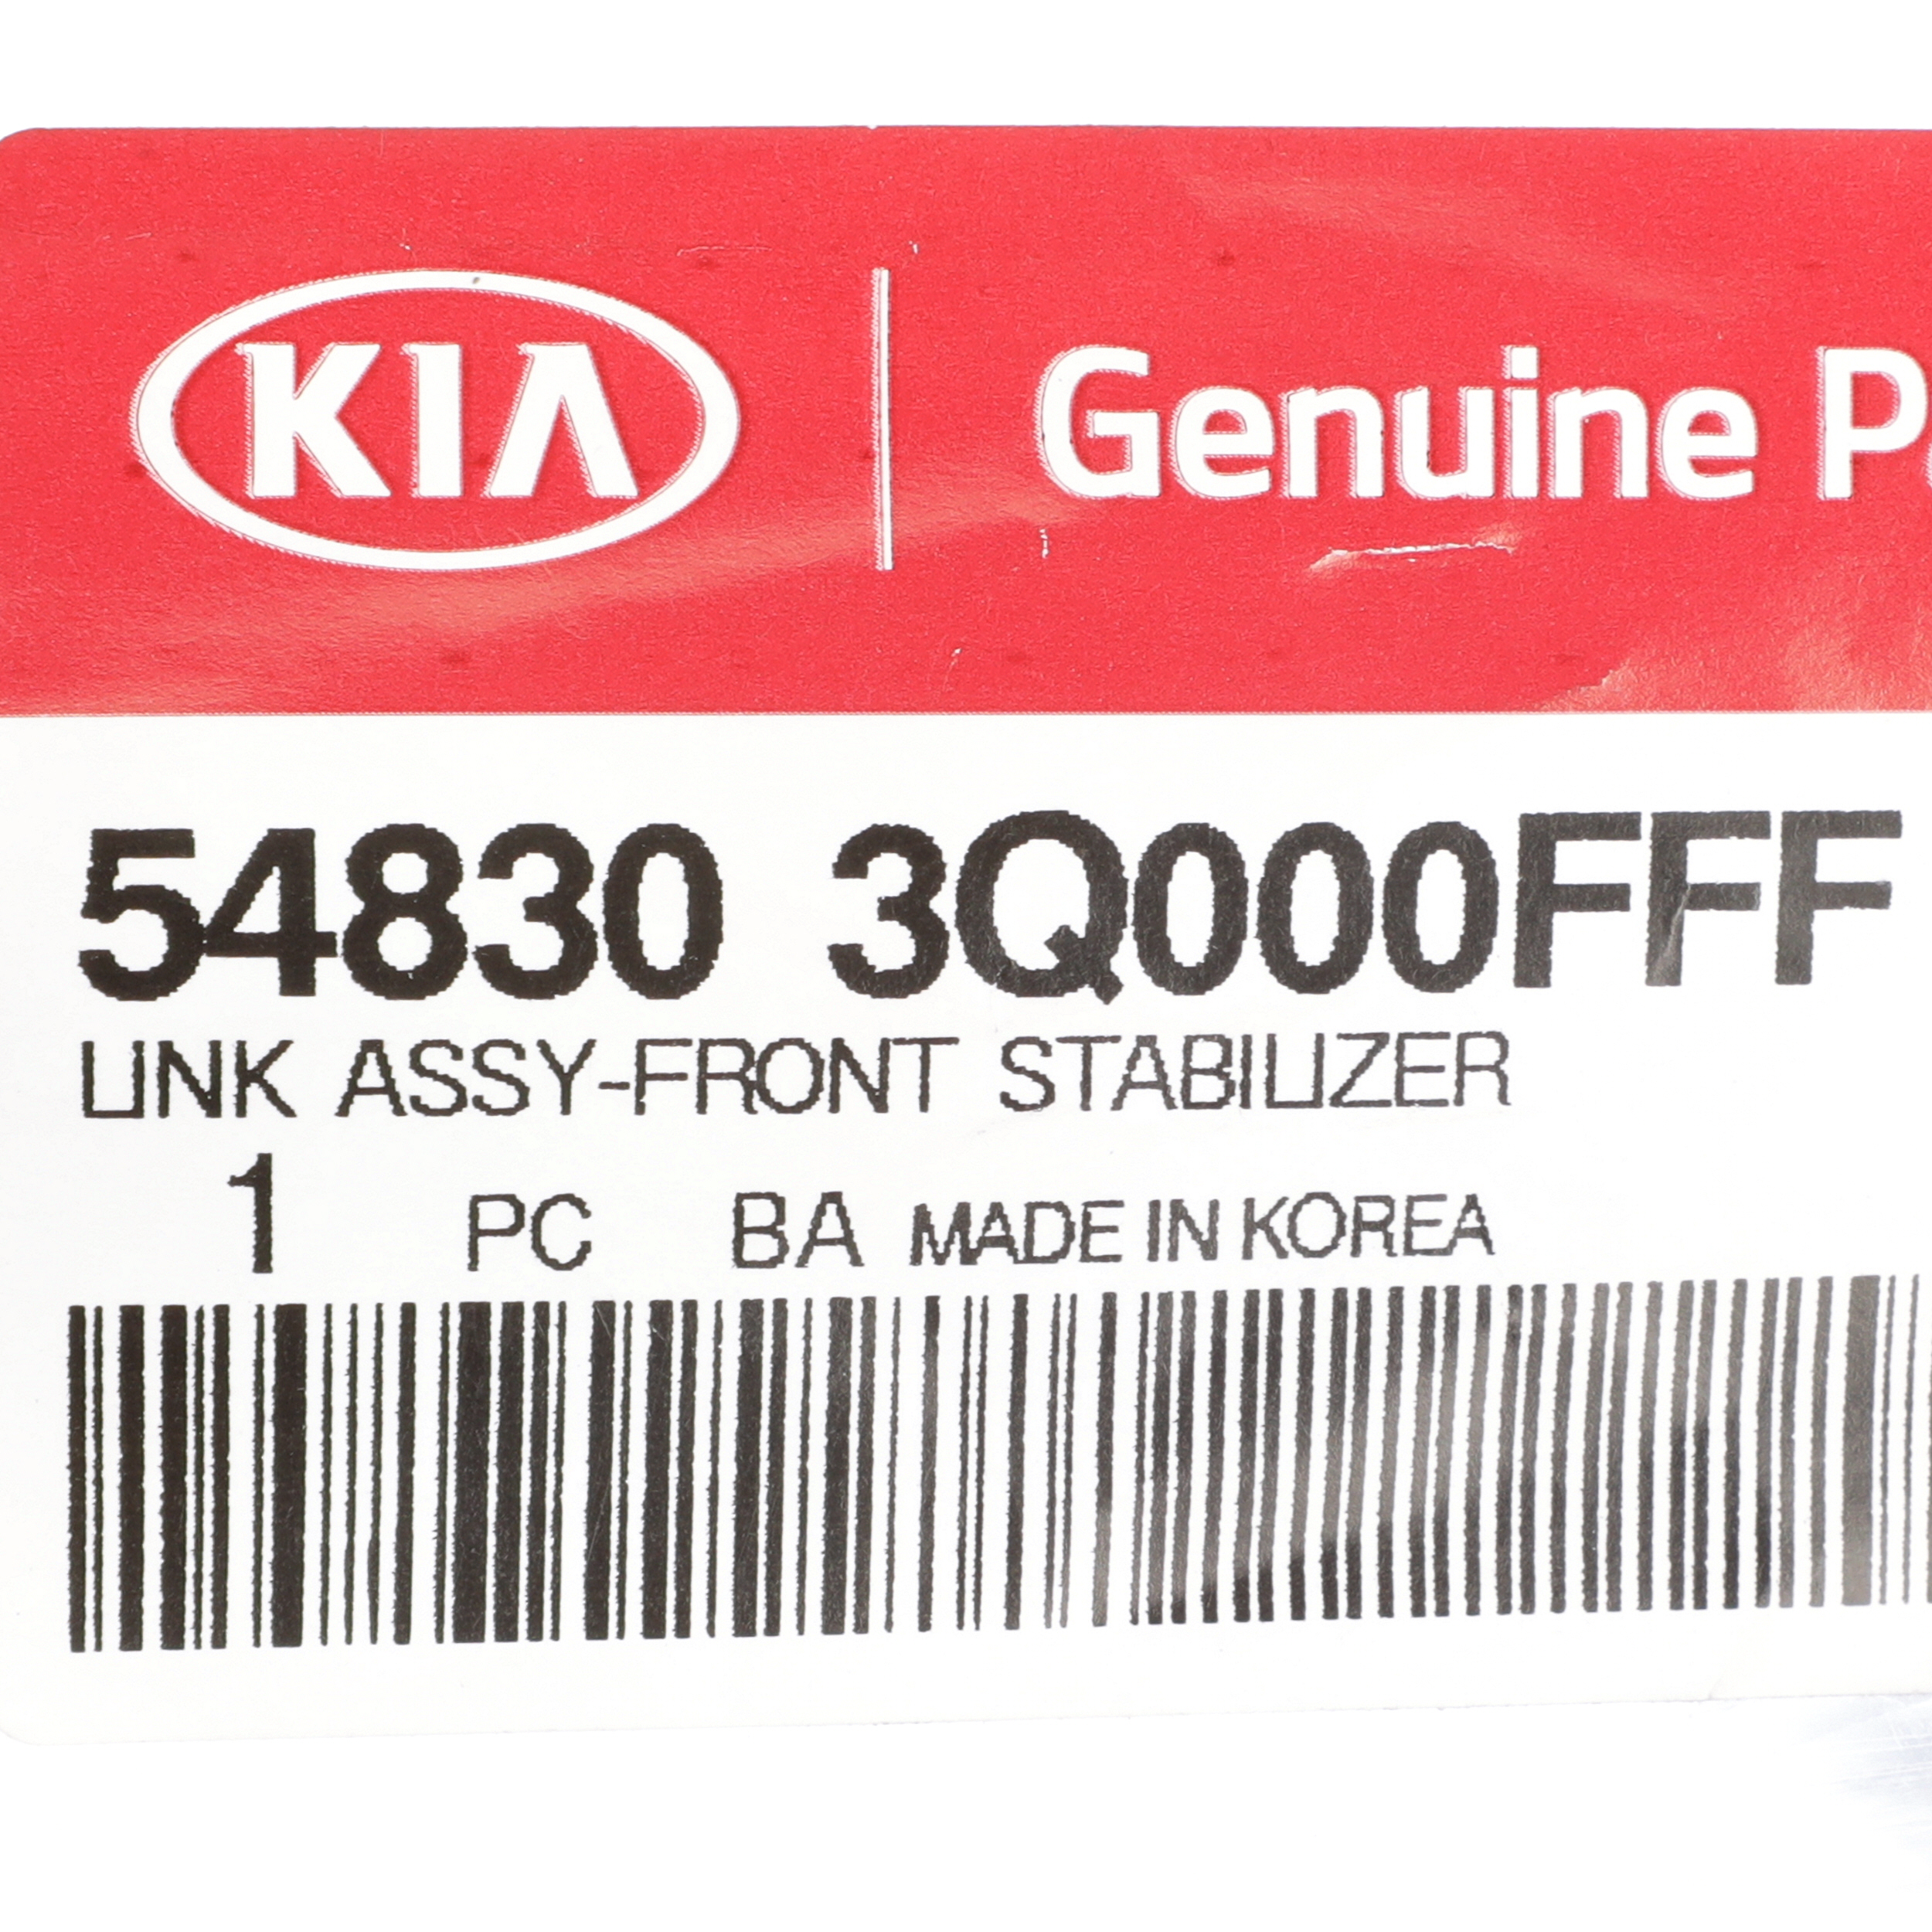 KIA Genuine P
54830 3Q000FFF
LINK ASSY-FRONT STABILIZER
1 PC BA MADE IN KOREA